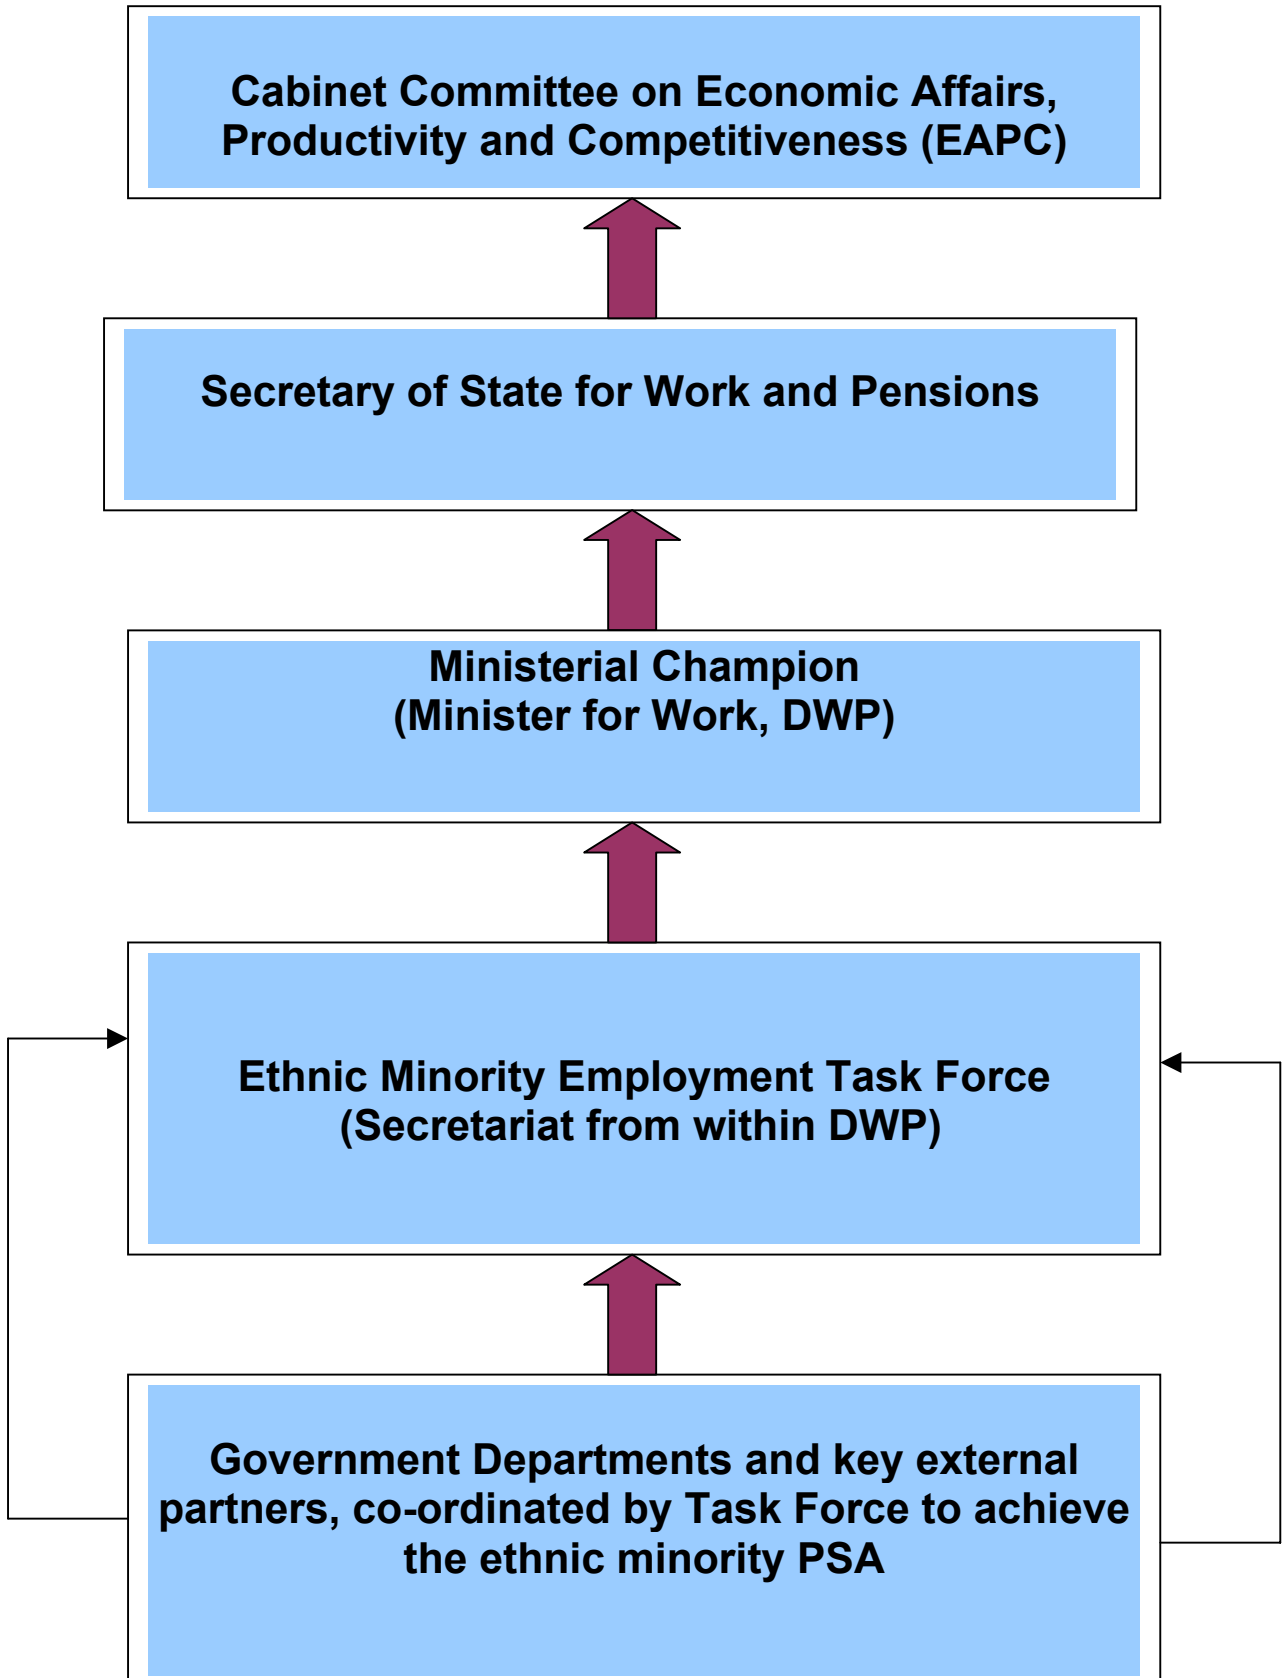 Cabinet Committee on Economic Affairs,
Productivity and Competitiveness (EAPC)
Secretary of State for Work and Pensions
Ministerial Champion
(Minister for Work, DWP)
Ethnic Minority Employment Task Force
(Secretariat from within DWP)
Government Departments and key external
partners, co-ordinated by Task Force to achieve
the ethnic minority PSA